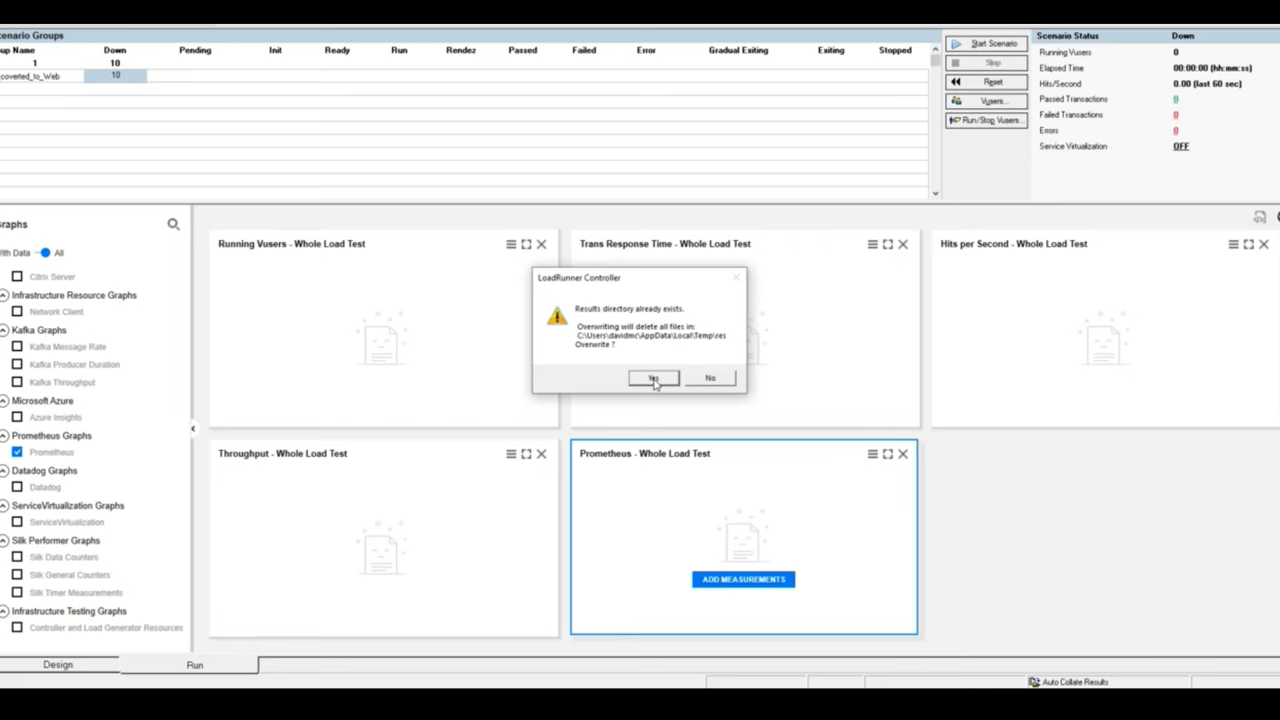 cenario Groups
up Name Down Pending Init Ready Run Rendez Passed Failed Error Gradual Exiting Exiting Stopped
1 10
coverted_to_Web 10
Start Scenario
Stop
Reset
Vusers...
Run/Stop Vusers...
Scenario Status Down
Running Vusers 0
Elapsed Time 00:00:00 (hh:mm:ss)
Hits/Second 0.00 (last 60 sec)
Passed Transactions 0
Failed Transactions 0
Errors 0
Service Virtualization OFF
Graphs
With Data All
Citrix Server
Infrastructure Resource Graphs
Network Client
Kafka Graphs
Kafka Message Rate
Kafka Producer Duration
Kafka Throughput
Microsoft Azure
Azure Insights
Prometheus Graphs
Prometheus
Datadog Graphs
Datadog
ServiceVirtualization Graphs
ServiceVirtualization
Silk Performer Graphs
Silk Data Counters
Silk General Counters
Silk Timer Measurements
Infrastructure Testing Graphs
Controller and Load Generator Resources
Running Vusers - Whole Load Test
Trans Response Time - Whole Load Test
Hits per Second - Whole Load Test
LoadRunner Controller
Results directory already exists.
Overwriting will delete all files in:
C:\Users\davidmc\AppData\Local\Temp\res
Overwrite ?
Yes No
Throughput - Whole Load Test
Prometheus - Whole Load Test
ADD MEASUREMENTS
Design Run
Auto Collate Results